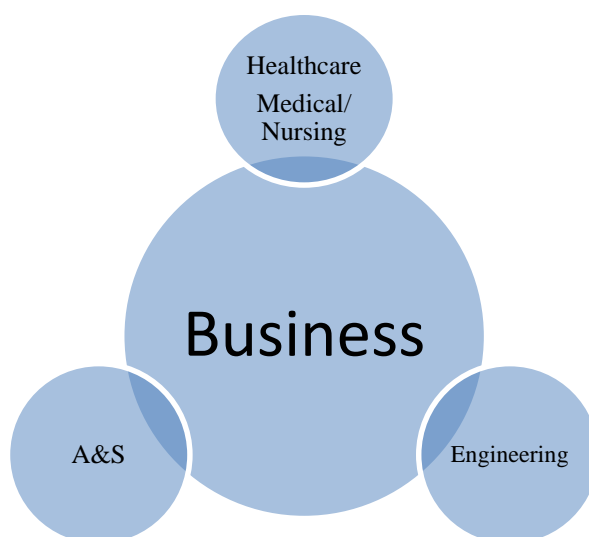 Healthcare
Medical/
Nursing
Business
A&S
Engineering